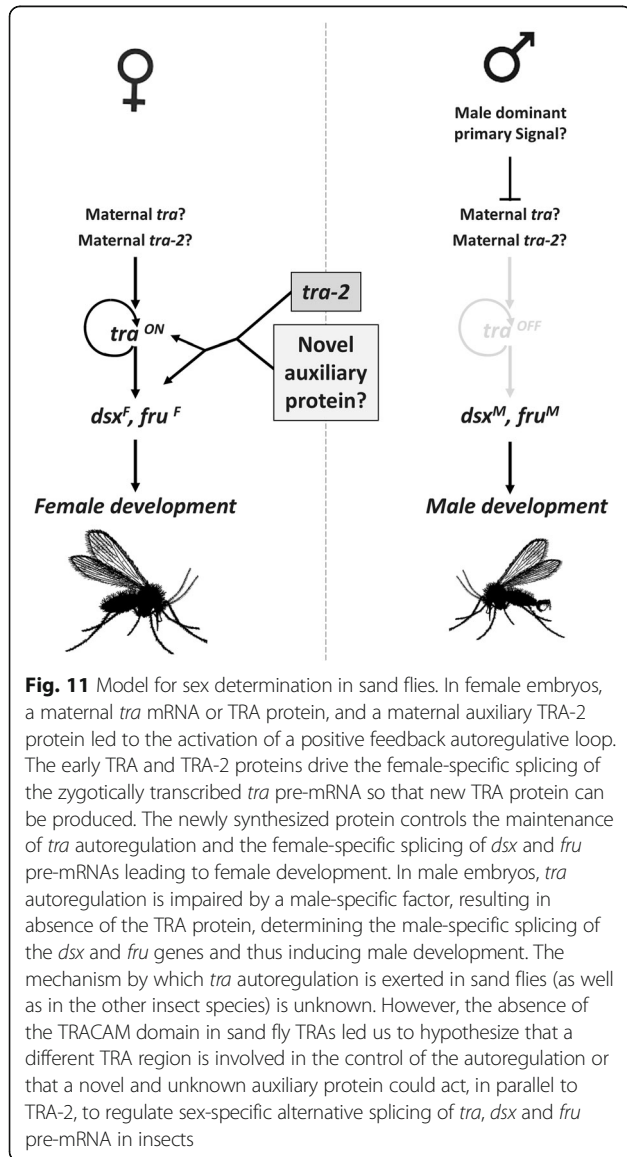 Male dominant
primary Signal?
Maternal tra?
Maternal tra-2?
Maternal tra?
Maternal tra-2?
tra-2
tra ON
tra OFF
Novel
auxiliary
protein?
dsxF, fru F
dsxM, fruM
Female development
Male development
Fig. 11 Model for sex determination in sand flies. In female embryos,
a maternal tra mRNA or TRA protein, and a maternal auxiliary TRA-2
protein led to the activation of a positive feedback autoregulative loop.
The early TRA and TRA-2 proteins drive the female-specific splicing of
the zygotically transcribed tra pre-mRNA so that new TRA protein can
be produced. The newly synthesized protein controls the maintenance
of tra autoregulation and the female-specific splicing of dsx and fru
pre-mRNAs leading to female development. In male embryos, tra
autoregulation is impaired by a male-specific factor, resulting in
absence of the TRA protein, determining the male-specific splicing of
the dsx and fru genes and thus inducing male development. The
mechanism by which tra autoregulation is exerted in sand flies (as well
as in the other insect species) is unknown. However, the absence of
the TRACAM domain in sand fly TRAs led us to hypothesize that a
different TRA region is involved in the control of the autoregulation or
that a novel and unknown auxiliary protein could act, in parallel to
TRA-2, to regulate sex-specific alternative splicing of tra, dsx and fru
pre-mRNA in insects